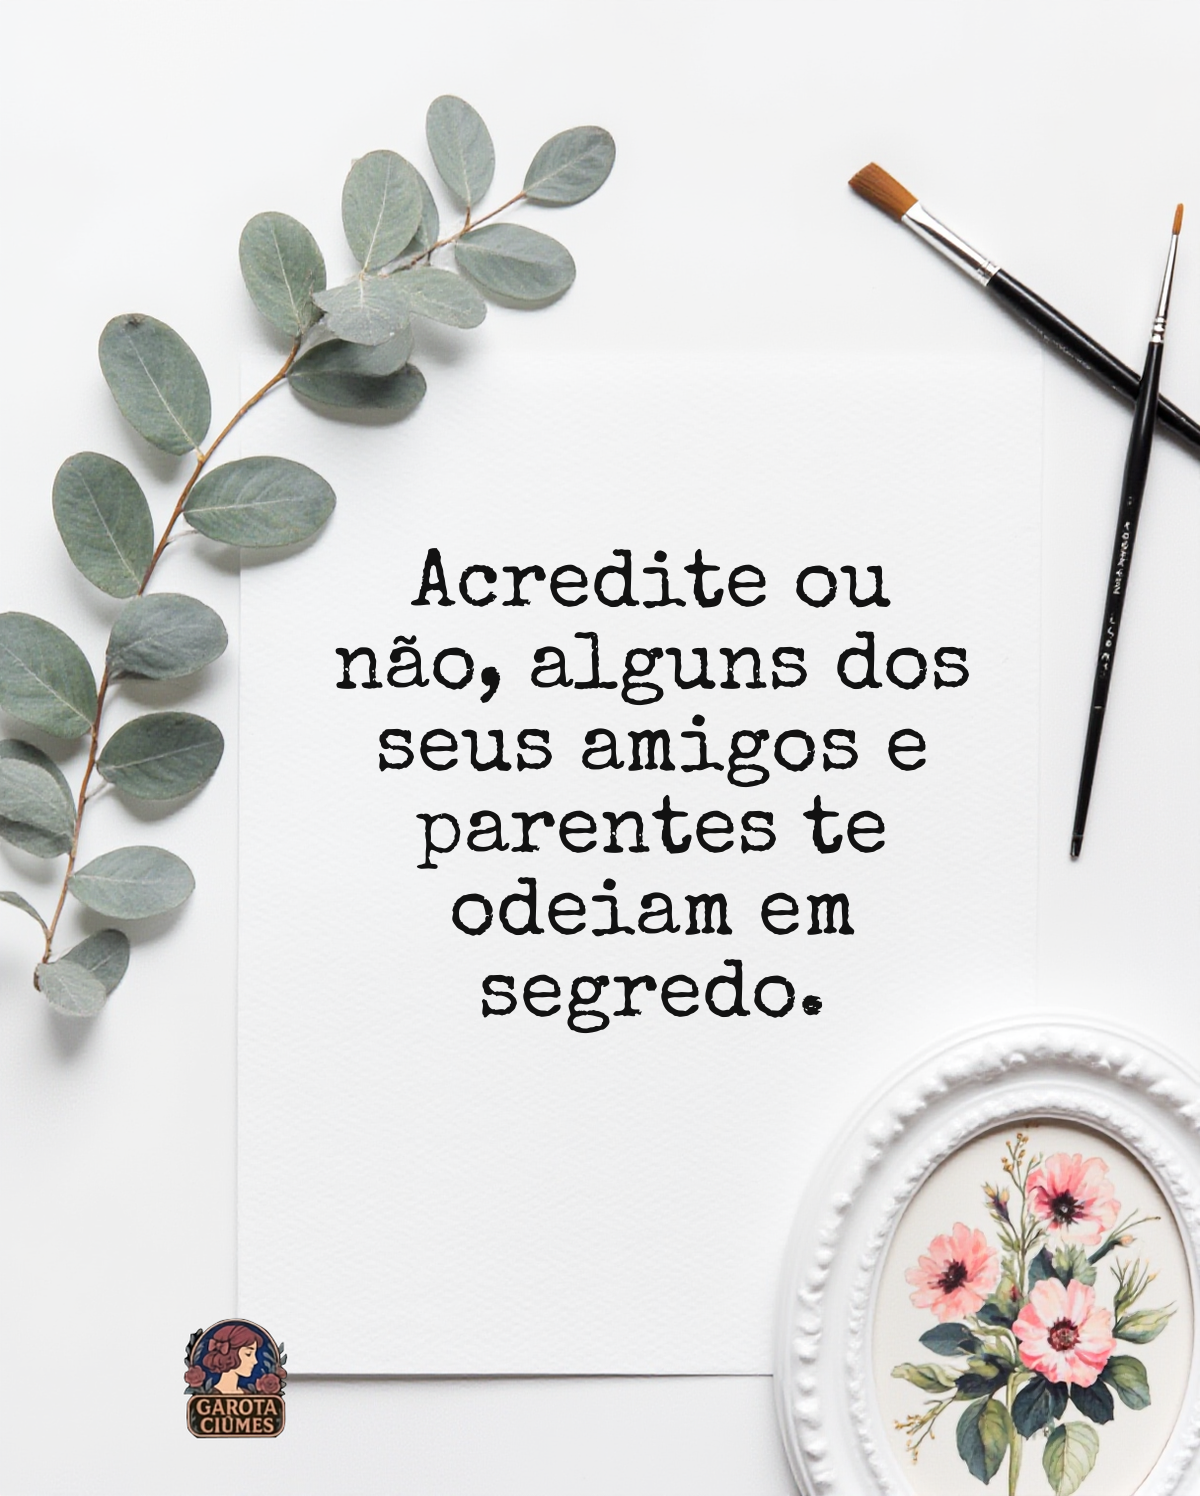 Acredite ou
não, alguns dos
seus amigos e
parentes te
odeiam em
segredo.
GAROTA
CIÚMES